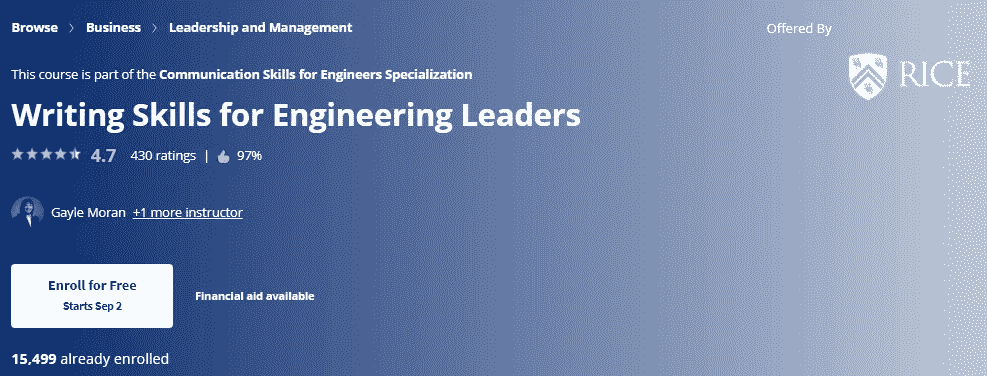 Browse > Business > Leadership and Management
Offered By
RICE
This course is part of the Communication Skills for Engineers Specialization
Writing Skills for Engineering Leaders
4.7 430 ratings | 97%
Gayle Moran +1 more instructor
Enroll for Free
Starts Sep 2
Financial aid available
15,499 already enrolled